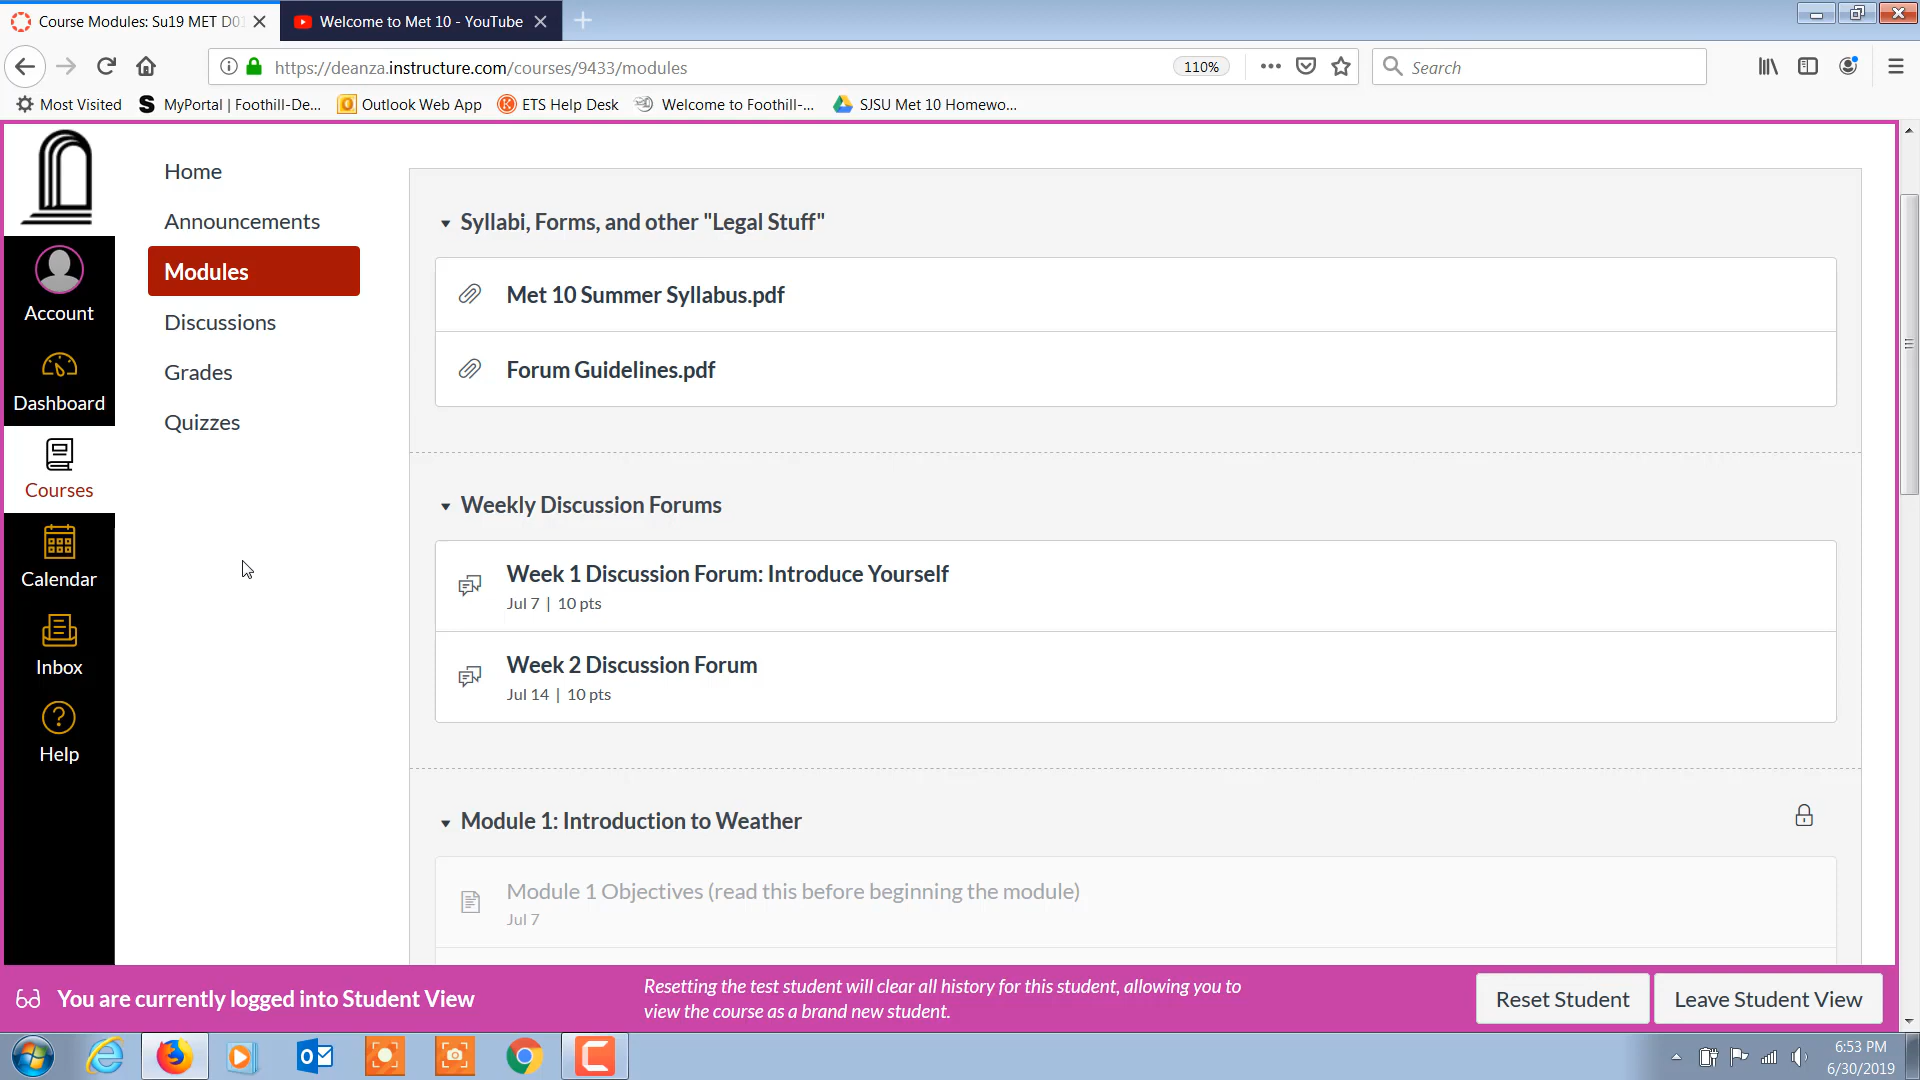 Course Modules: Su19 MET D01
Welcome to Met 10 - YouTube
https://deanza.instructure.com/courses/9433/modules
110%
Search
Most Visited
MyPortal | Foothill-De...
Outlook Web App
ETS Help Desk
Welcome to Foothill-...
SJSU Met 10 Homewo...
Account
Dashboard
Courses
Calendar
Inbox
Help
Home
Announcements
Modules
Discussions
Grades
Quizzes
Syllabi, Forms, and other "Legal Stuff"
Met 10 Summer Syllabus.pdf
Forum Guidelines.pdf
Weekly Discussion Forums
Week 1 Discussion Forum: Introduce Yourself
Jul 7 | 10 pts
Week 2 Discussion Forum
Jul 14 | 10 pts
Module 1: Introduction to Weather
Module 1 Objectives (read this before beginning the module)
Jul 7
You are currently logged into Student View
Resetting the test student will clear all history for this student, allowing you to
view the course as a brand new student.
Reset Student
Leave Student View
6:53 PM
6/30/2019